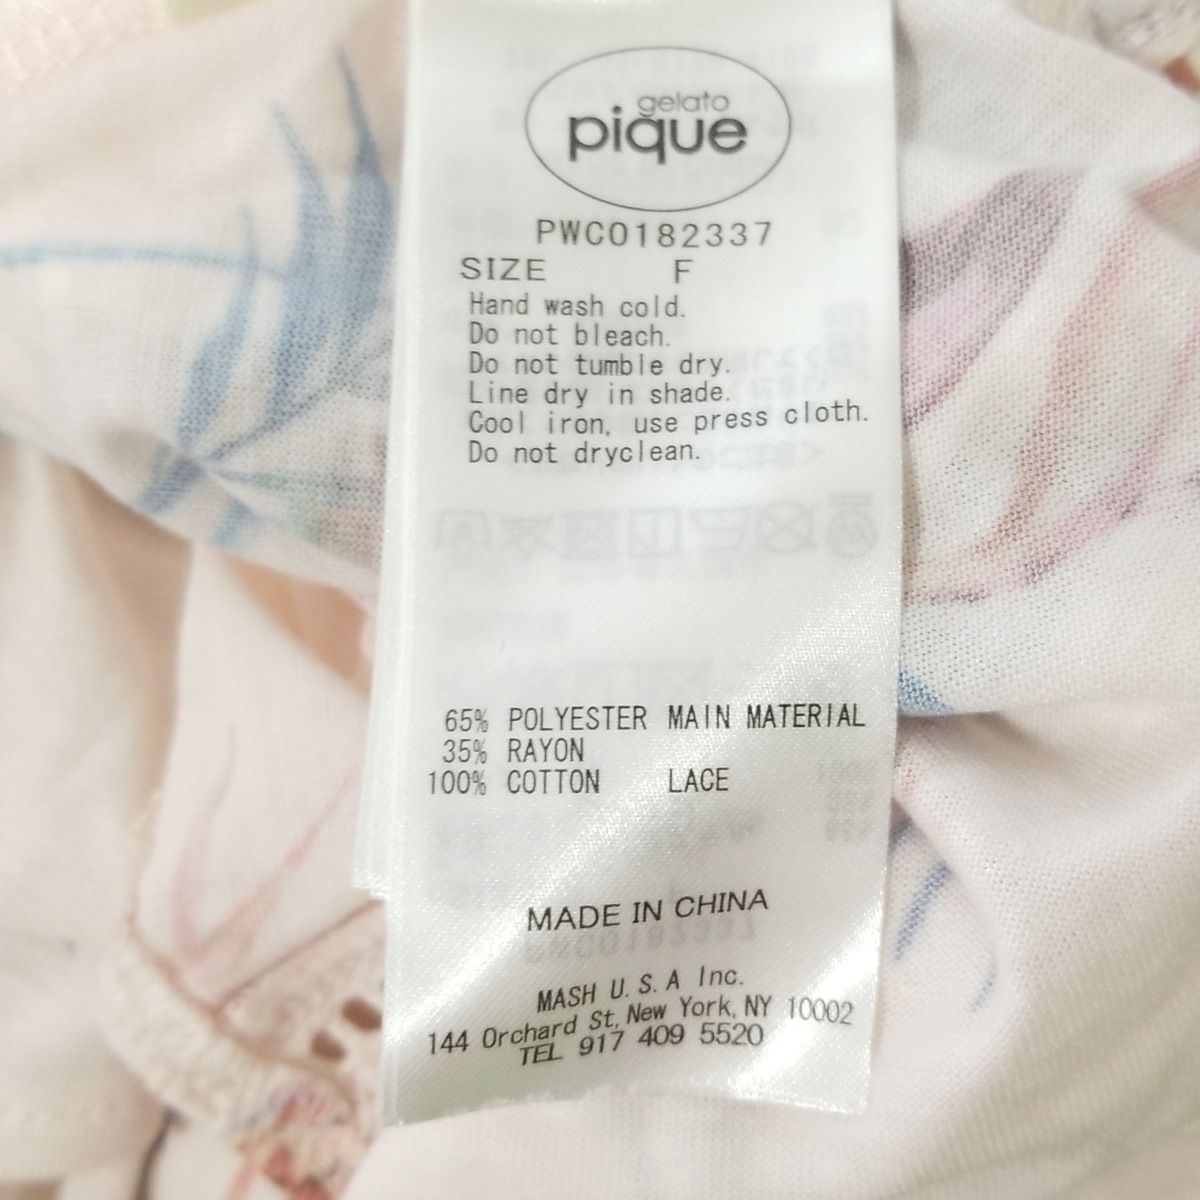 gelato
pique
PWCO182337
SIZE F
Hand wash cold.
Do not bleach.
Do not tumble dry.
Line dry in shade.
Cool iron, use press cloth.
Do not dryclean.
65% POLYESTER MAIN MATERIAL
35% RAYON
100% COTTON LACE
MADE IN CHINA
MASH U.S.A Inc.
144 Orchard St, New York, NY 10002
TEL 917 409 5520